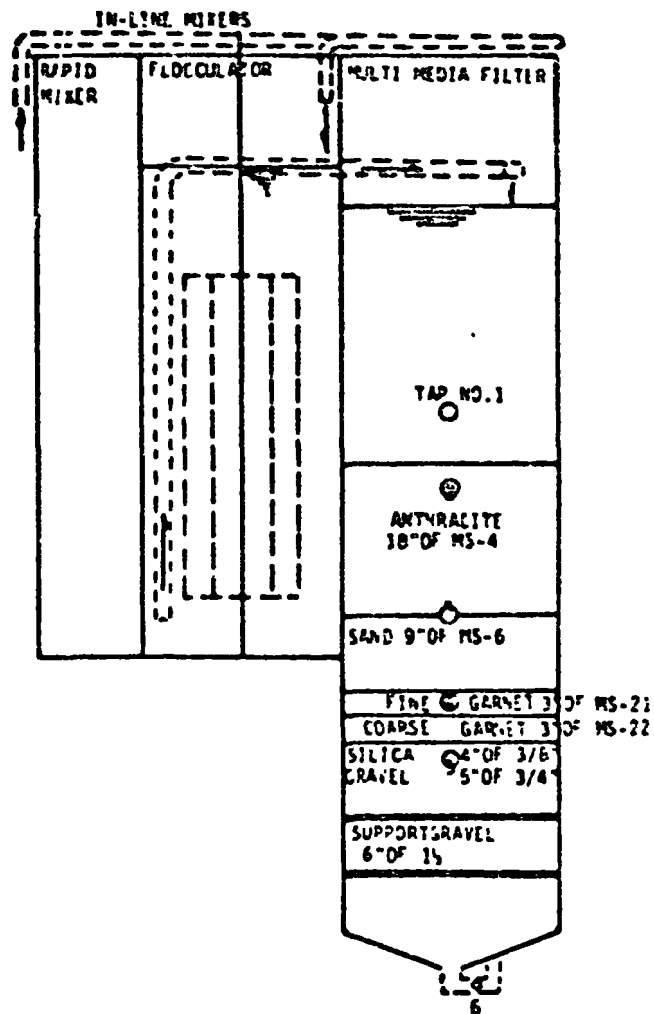 IN-LINE MIXERS
RAPID
MIXER
FLOCCULATOR
MULTI MEDIA FILTER
TAP NO.1
ANTHRACITE
18"OF MS-4
SAND 9"OF MS-6
FINE GARNET 3"OF MS-21
COARSE GARNET 3"OF MS-22
SILICA 4"OF 3/8"
GRAVEL 5"OF 3/4"
SUPPORTGRAVEL
6"OF 1½
6